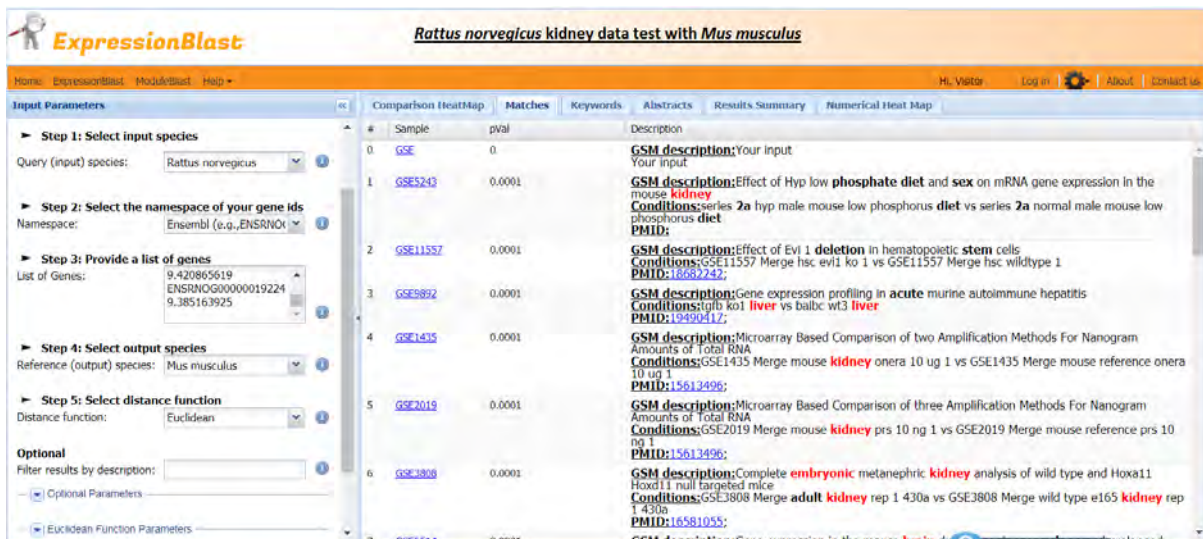 ExpressionBlast
Rattus norvegicus kidney data test with Mus musculus
Home ExpressionBlast ModuleBlast Help
Hi, Visitor Log in About Contact us
Input Parameters
Step 1: Select input species
Query (input) species: Rattus norvegicus
Step 2: Select the namespace of your gene ids
Namespace: Ensembl (e.g.,ENSRNO
Step 3: Provide a list of genes
List of Genes: 9.420865619
ENSRNOG00000019224
9.385163925
Step 4: Select output species
Reference (output) species: Mus musculus
Step 5: Select distance function
Distance function: Euclidean
Optional
Filter results by description:
Optional Parameters
Euclidean Function Parameters
Comparison HeatMap Matches Keywords Abstracts Results Summary Numerical Heat Map
# Sample pVal Description
0 GSE 0 GSM description:Your input
Your input
1 GSE5243 0.0001 GSM description:Effect of Hyp low phosphate diet and sex on mRNA gene expression in the
mouse kidney
Conditions:series 2a hyp male mouse low phosphorus diet vs series 2a normal male mouse low
phosphorus diet
PMID:
2 GSE11557 0.0001 GSM description:Effect of Evi 1 deletion in hematopoietic stem cells
Conditions:GSE11557 Merge hsc evi1 ko 1 vs GSE11557 Merge hsc wildtype 1
PMID:18682242;
3 GSE9892 0.0001 GSM description:Gene expression profiling in acute murine autoimmune hepatitis
Conditions:tgfb ko1 liver vs balbc wt3 liver
PMID:19490417;
4 GSE1435 0.0001 GSM description:Microarray Based Comparison of two Amplification Methods For Nanogram
Amounts of Total RNA
Conditions:GSE1435 Merge mouse kidney onera 10 ug 1 vs GSE1435 Merge mouse reference onera
10 ug 1
PMID:15613496;
5 GSE2019 0.0001 GSM description:Microarray Based Comparison of three Amplification Methods For Nanogram
Amounts of Total RNA
Conditions:GSE2019 Merge mouse kidney prs 10 ng 1 vs GSE2019 Merge mouse reference prs 10
ng 1
PMID:15613496;
6 GSE3808 0.0001 GSM description:Complete embryonic metanephric kidney analysis of wild type and Hoxa11
Hoxd11 null targeted mice
Conditions:GSE3808 Merge adult kidney rep 1 430a vs GSE3808 Merge wild type e165 kidney rep
1 430a
PMID:16581055;